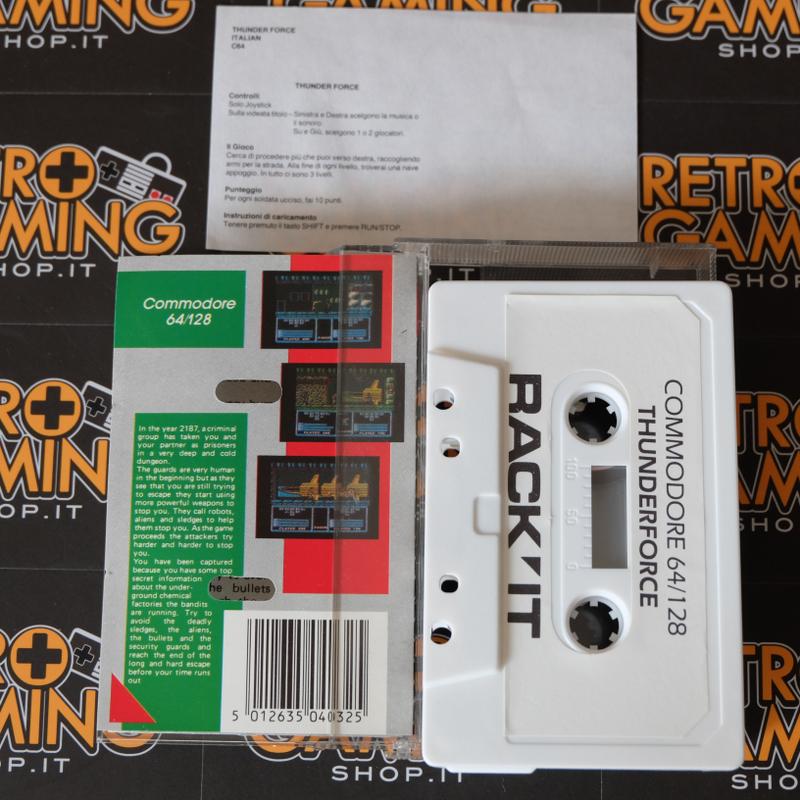 THUNDER FORCE
ITALIAN
C64
THUNDER FORCE
Controlli
Solo Joystick
Sulla videata titolo - Sinistra e Destra scelgono la musica o
il sonoro.
Su e Giù, scelgono 1 o 2 giocatori.
Il Gioco
Cerca di procedere più che puoi verso destra, raccogliendo
armi per la strada. Alla fine di ogni livello, troverai una nave
appoggio. In tutto ci sono 3 livelli.
Punteggio
Per ogni soldata ucciso, fai 10 punti.
Instruzioni di caricamento
Tenere premuto il tasto SHIFT e premere RUN/STOP.
Commodore
64/128
In the year 2187, a criminal
group has taken you and
your partner as prisoners
in a very deep and cold
dungeon.
The guards are very human
in the beginning but as they
see that you are still trying
to escape they start using
more powerful weapons to
stop you. They call robots,
aliens and sledges to help
them stop you. As the game
proceeds the attackers try
harder and harder to stop
you.
You have been captured
because you have some top
secret information
about the under-
ground chemical
factories the bandits
are running. Try to
avoid the deadly
sledges, the aliens,
the bullets and the
security guards and
reach the end of the
long and hard escape
before your time runs
out
he bullets
5 012635 040325
RACK'IT
100 50 0
COMMODORE 64/128
THUNDERFORCE
RETRO
GAMING
SHOP.IT